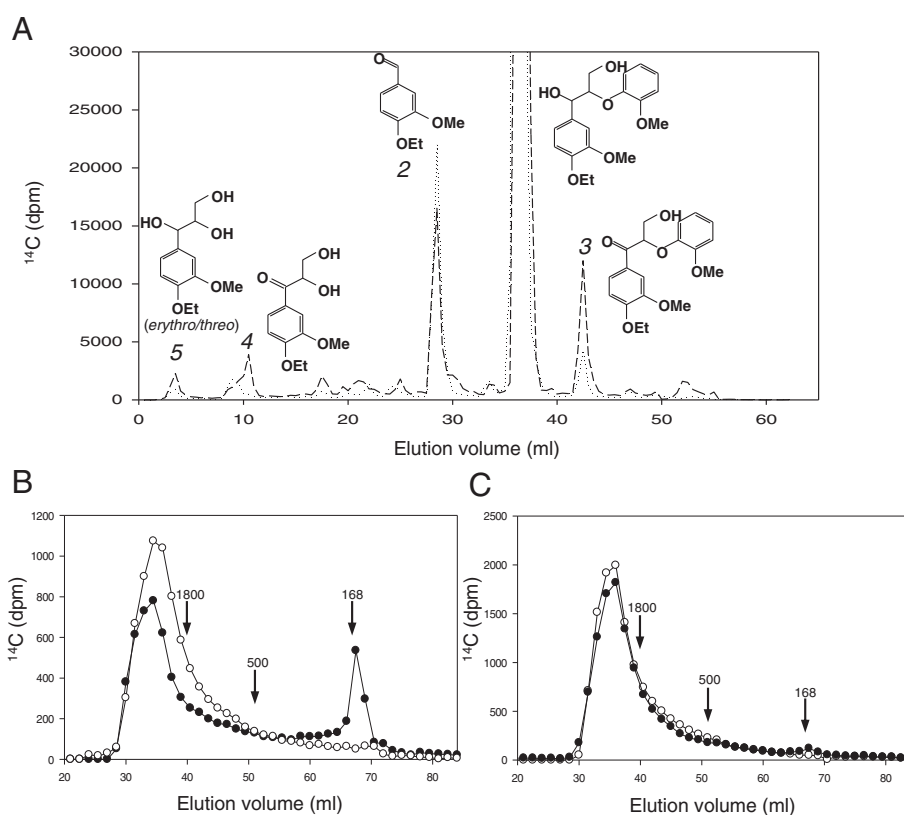 A
30000
25000
20000
15000
10000
5000
0
14C (dpm)
0 10 20 30 40 50 60
Elution volume (ml)
HO
OH
OH
OMe
OEt
(erythro/threo)
5
O
OH
OH
OMe
OEt
4
O
OMe
OEt
2
OH
HO
O
OMe
OMe
OEt
3
OH
O
O
OMe
OMe
OEt
B
1200
1000
800
600
400
200
0
14C (dpm)
1800
500
168
20 30 40 50 60 70 80
Elution volume (ml)
C
2500
2000
1500
1000
500
0
14C (dpm)
1800
500
168
20 30 40 50 60 70 80
Elution volume (ml)